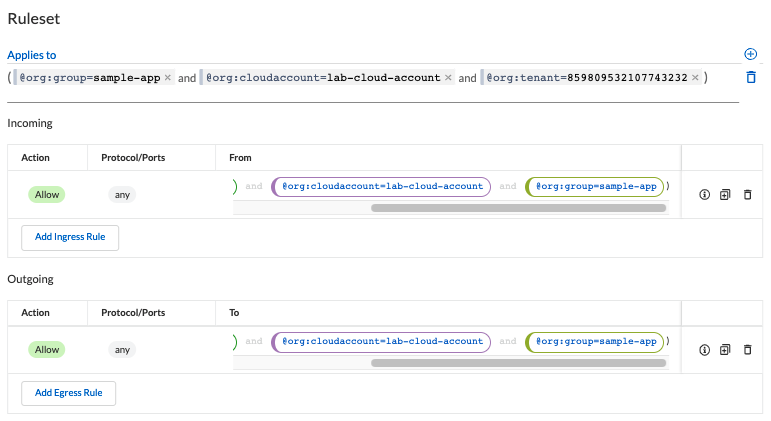 Ruleset
Applies to
( @org:group=sample-app × and @org:cloudaccount=lab-cloud-account × and @org:tenant=859809532107743232 × )
Incoming
Action Protocol/Ports From
Allow any ) and @org:cloudaccount=lab-cloud-account and @org:group=sample-app )
Add Ingress Rule
Outgoing
Action Protocol/Ports To
Allow any ) and @org:cloudaccount=lab-cloud-account and @org:group=sample-app )
Add Egress Rule